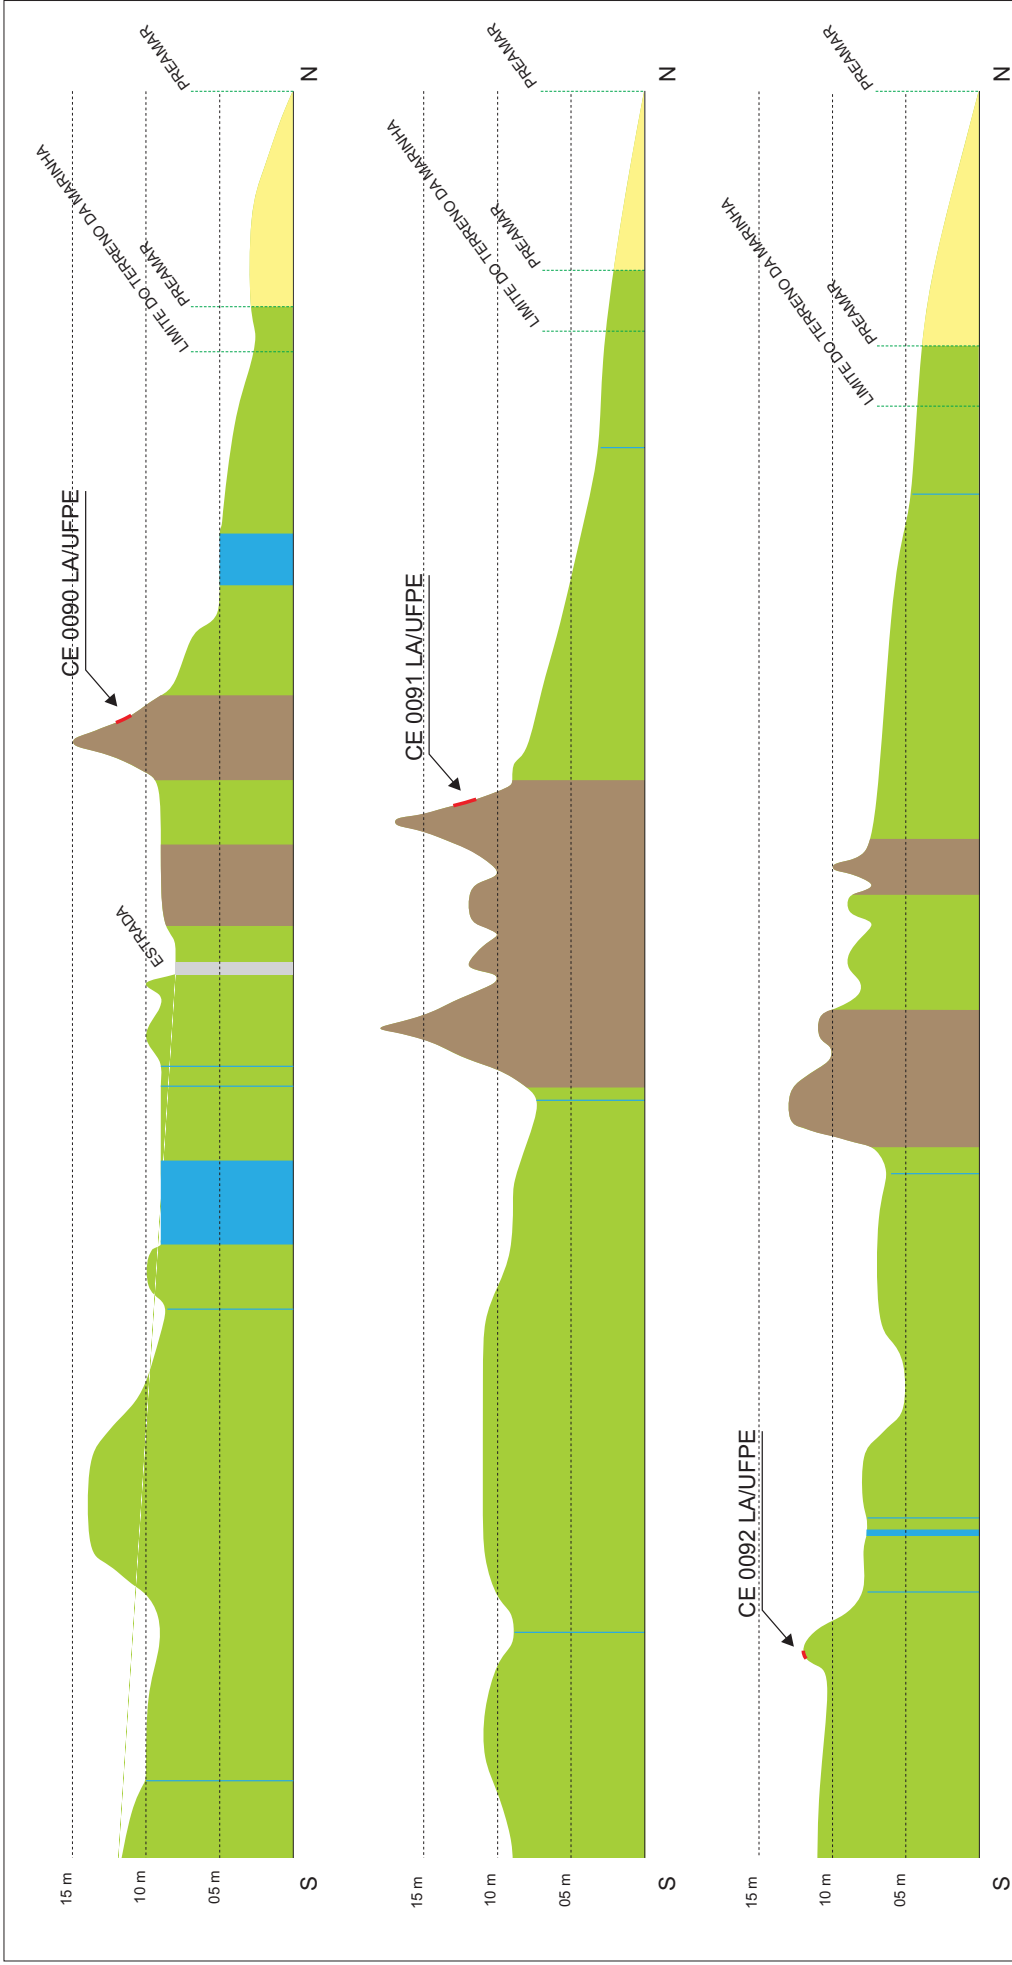 15 m
10 m
05 m
S
CE 0090 LA/UFPE
ESTRADA
LIMITE DO TERRENO DA MARINHA
PREAMAR
PREAMAR
N
15 m
10 m
05 m
S
CE 0091 LA/UFPE
LIMITE DO TERRENO DA MARINHA
PREAMAR
PREAMAR
N
15 m
10 m
05 m
S
CE 0092 LA/UFPE
LIMITE DO TERRENO DA MARINHA
PREAMAR
PREAMAR
N